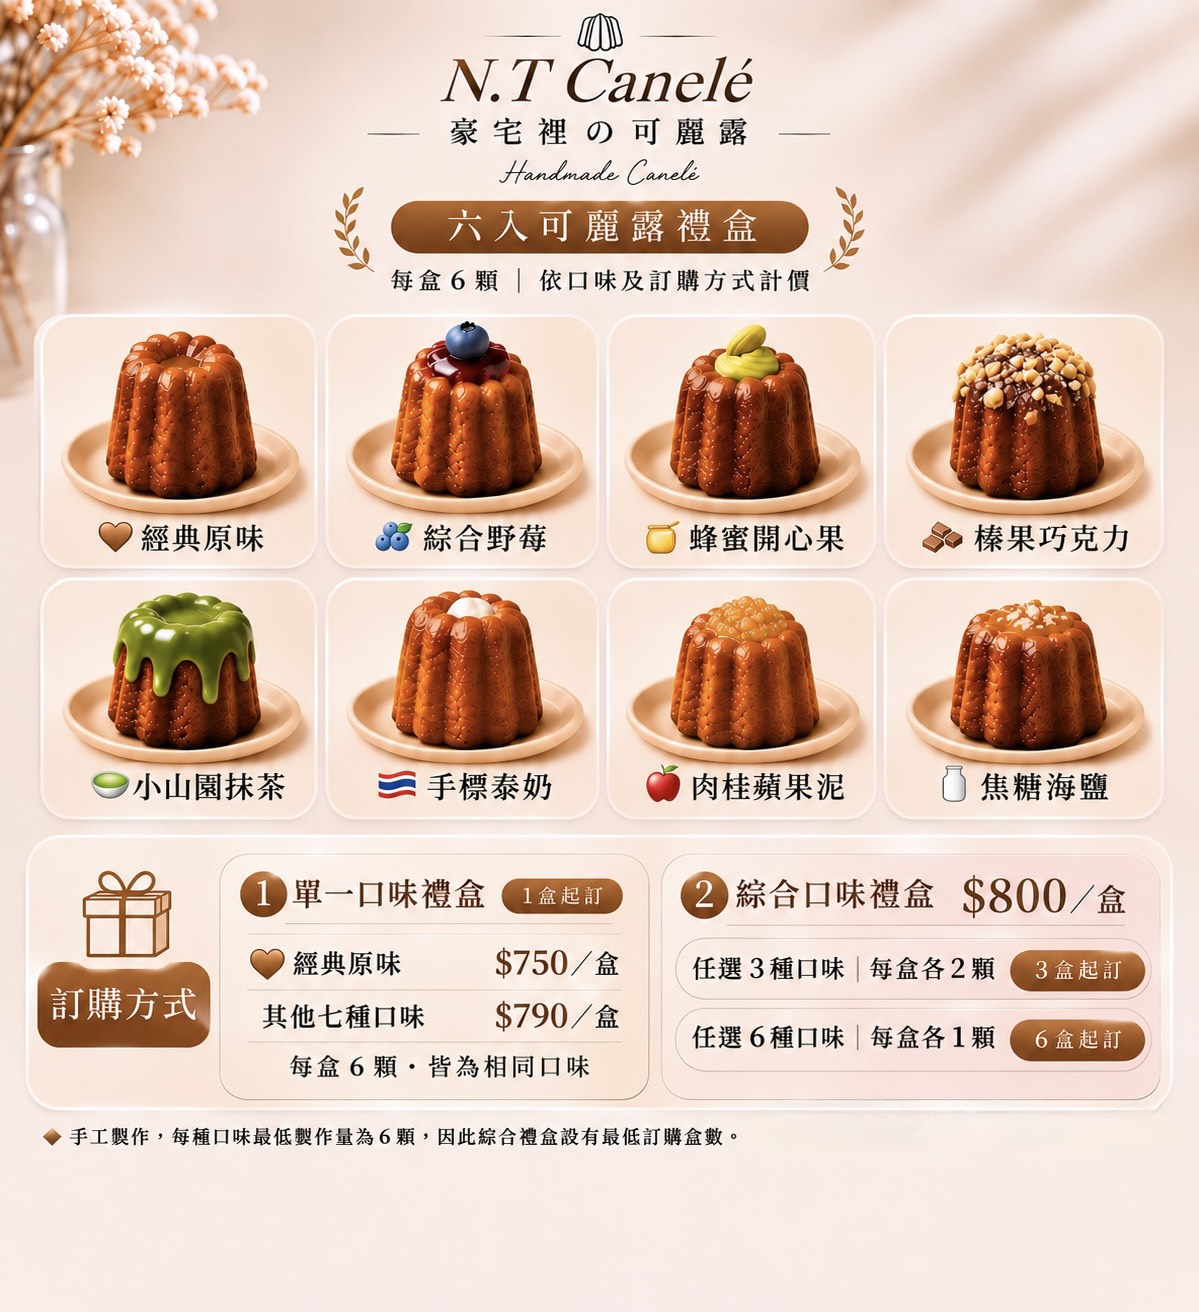 N.T Canelé
豪宅裡の可麗露
Handmade Canelé
六入可麗露禮盒
每盒6顆｜依口味及訂購方式計價
經典原味
綜合野莓
蜂蜜開心果
榛果巧克力
小山園抹茶
手標泰奶
肉桂蘋果泥
焦糖海鹽
訂購方式
1 單一口味禮盒 1盒起訂
經典原味 $750／盒
其他七種口味 $790／盒
每盒6顆・皆為相同口味
2 綜合口味禮盒 $800／盒
任選3種口味｜每盒各2顆 3盒起訂
任選6種口味｜每盒各1顆 6盒起訂
◆ 手工製作，每種口味最低製作量為6顆，因此綜合禮盒設有最低訂購盒數。